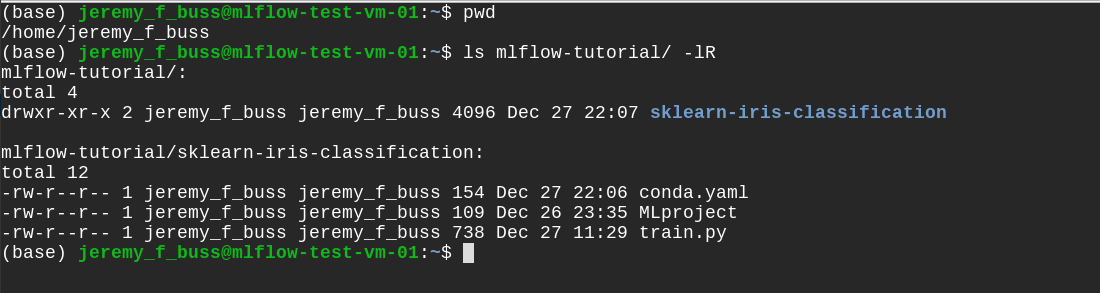 (base) jeremy_f_buss@mlflow-test-vm-01:~$ pwd
/home/jeremy_f_buss
(base) jeremy_f_buss@mlflow-test-vm-01:~$ ls mlflow-tutorial/ -lR
mlflow-tutorial/:
total 4
drwxr-xr-x 2 jeremy_f_buss jeremy_f_buss 4096 Dec 27 22:07 sklearn-iris-classification

mlflow-tutorial/sklearn-iris-classification:
total 12
-rw-r--r-- 1 jeremy_f_buss jeremy_f_buss 154 Dec 27 22:06 conda.yaml
-rw-r--r-- 1 jeremy_f_buss jeremy_f_buss 109 Dec 26 23:35 MLproject
-rw-r--r-- 1 jeremy_f_buss jeremy_f_buss 738 Dec 27 11:29 train.py
(base) jeremy_f_buss@mlflow-test-vm-01:~$